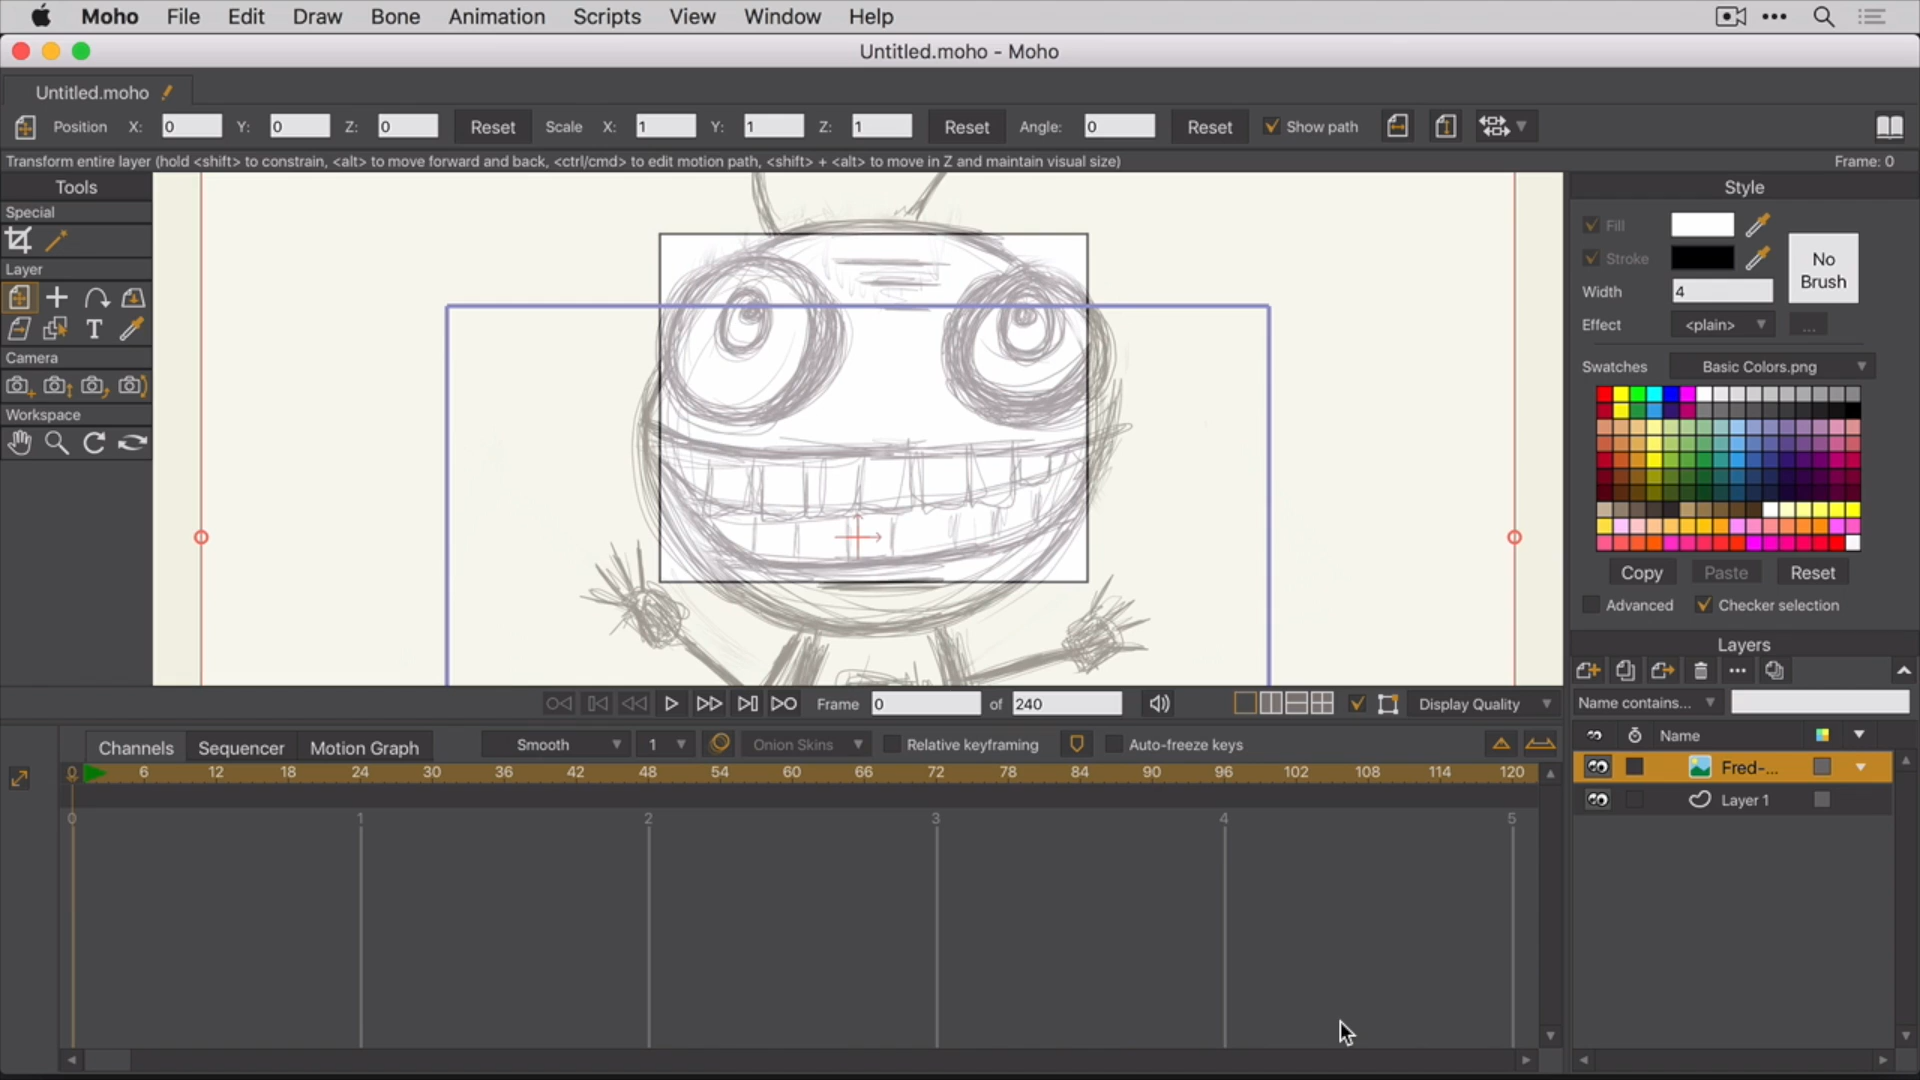 Moho File Edit Draw Bone Animation Scripts View Window Help
Untitled.moho - Moho
Untitled.moho
Position X: 0 Y: 0 Z: 0 Reset Scale X: 1 Y: 1 Z: 1 Reset Angle: 0 Reset Show path
Transform entire layer (hold <shift> to constrain, <alt> to move forward and back, <ctrl/cmd> to edit motion path, <shift> + <alt> to move in Z and maintain visual size) Frame: 0
Tools
Special
Layer
T
Camera
Workspace
Style
Fill
Stroke
No
Brush
Width 4
Effect <plain> ...
Swatches Basic Colors.png
Copy Paste Reset
Advanced Checker selection
Layers
Name contains...
Name
Fred-...
Layer 1
Frame 0 of 240 Display Quality
Channels Sequencer Motion Graph Smooth 1 Onion Skins Relative keyframing Auto-freeze keys
0 6 12 18 24 30 36 42 48 54 60 66 72 78 84 90 96 102 108 114 120
0 1 2 3 4 5